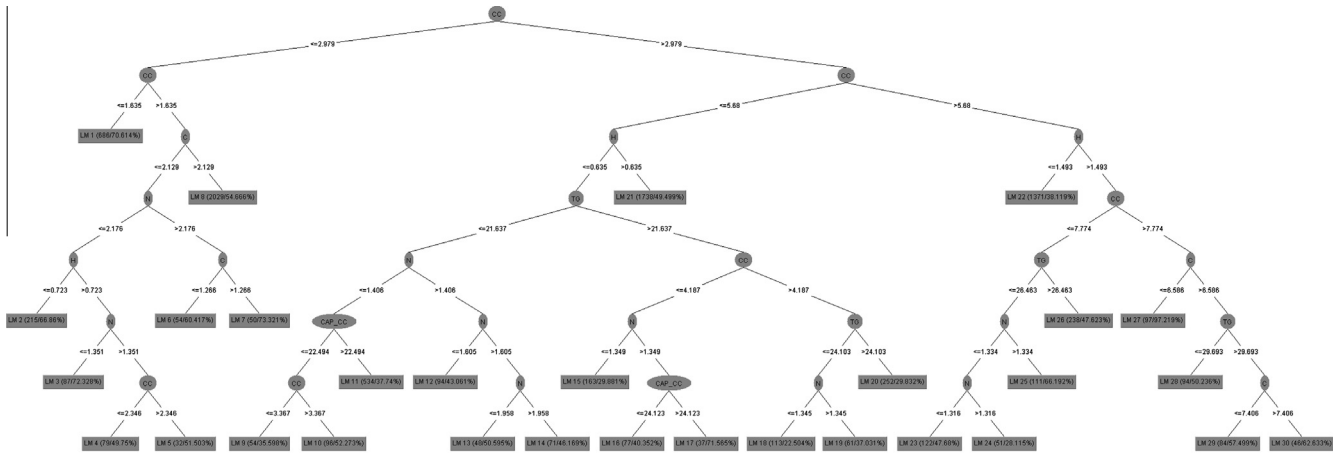 CC
<=2.979 >2.979
CC CC
<=1.635 >1.635 <=5.68 >5.68
LM 1 (686/70.614%) C H H
<=2.129 >2.129 <=0.635 >0.635 <=1.493 >1.493
N LM 8 (2029/54.666%) TG LM 21 (1738/49.499%) LM 22 (1371/38.118%) CC
<=2.176 >2.176 <=21.637 >21.637 <=7.774 >7.774
H C N CC TG C
<=0.723 >0.723 <=1.266 >1.266 <=1.406 >1.406 <=4.187 >4.187 <=26.463 >26.463 <=6.586 >6.586
LM 2 (215/66.86%) N LM 6 (54/60.417%) LM 7 (50/73.321%) CAP_CC N N TG N LM 26 (238/47.623%) LM 27 (87/97.219%) TG
<=1.351 >1.351 <=22.494 >22.494 <=1.605 >1.605 <=1.349 >1.349 <=24.103 >24.103 <=1.334 >1.334 <=29.693 >29.693
LM 3 (87/72.328%) CC CC LM 11 (534/37.74%) LM 12 (94/43.061%) N LM 15 (163/29.881%) CAP_CC N LM 20 (252/29.032%) N LM 25 (111/66.192%) LM 28 (94/50.236%) C
<=2.346 >2.346 <=3.367 >3.367 <=1.958 >1.958 <=24.123 >24.123 <=1.345 >1.345 <=1.316 >1.316 <=7.406 >7.406
LM 4 (79/49.75%) LM 5 (32/51.503%) LM 9 (54/35.598%) LM 10 (96/52.273%) LM 13 (48/50.595%) LM 14 (71/46.169%) LM 16 (77/40.352%) LM 17 (37/71.565%) LM 18 (113/22.504%) LM 19 (61/37.031%) LM 23 (122/47.68%) LM 24 (51/28.115%) LM 29 (84/57.499%) LM 30 (46/62.633%)